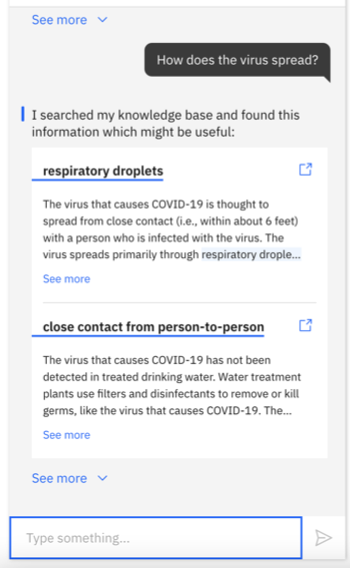 See more
How does the virus spread?
I searched my knowledge base and found this
information which might be useful:
respiratory droplets
The virus that causes COVID-19 is thought to
spread from close contact (i.e., within about 6 feet)
with a person who is infected with the virus. The
virus spreads primarily through respiratory drople...
See more
close contact from person-to-person
The virus that causes COVID-19 has not been
detected in treated drinking water. Water treatment
plants use filters and disinfectants to remove or kill
germs, like the virus that causes COVID-19. The...
See more
See more
Type something...